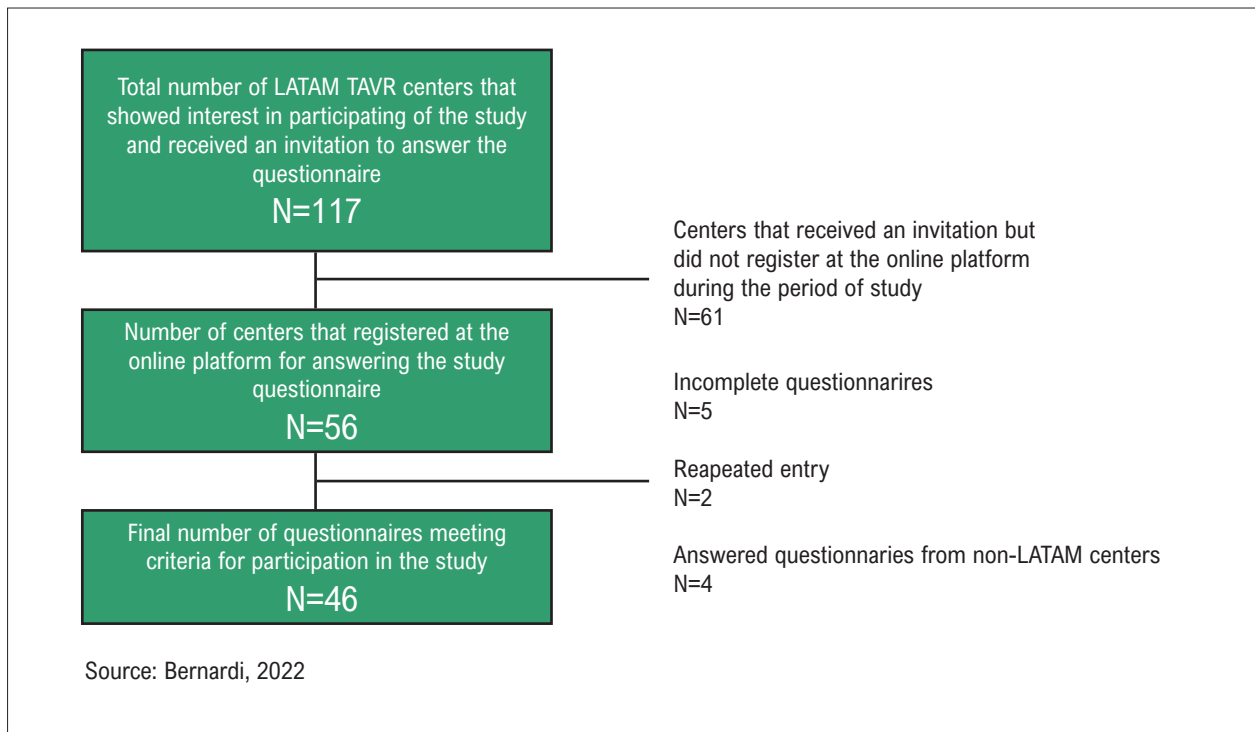 Total number of LATAM TAVR centers that
showed interest in participating of the study
and received an invitation to answer the
questionnaire
N=117
Centers that received an invitation but
did not register at the online platform
during the period of study
N=61
Number of centers that registered at the
online platform for answering the study
questionnaire
N=56
Incomplete questionnarires
N=5
Reapeated entry
N=2
Answered questionnaries from non-LATAM centers
N=4
Final number of questionnaires meeting
criteria for participation in the study
N=46
Source: Bernardi, 2022